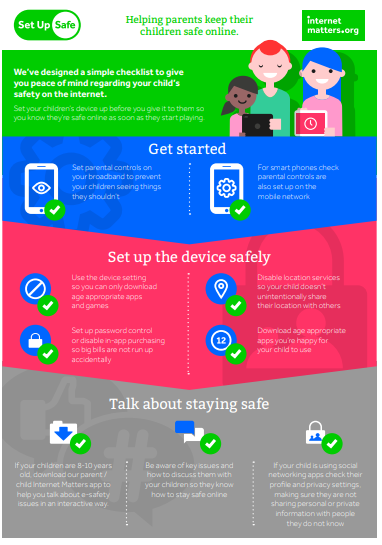 Set Up Safe
Helping parents keep their
children safe online.
internet
matters.org
We've designed a simple checklist to give
you peace of mind regarding your child's
safety on the internet.
Set your children's device up before you give it to them so
you know they're safe online as soon as they start playing
Get started
Set parental controls on
your broadband to prevent
your children seeing things
they shouldn't
For smart phones check
parental controls are
also set up on the
mobile network
Set up the device safely
Use the device setting
so you can only download
age appropriate apps
and games
Disable location services
so your child doesn't
unintentionally share
their location with others
Set up password control
or disable in-app purchasing
so big bills are not run up
accidentally
12
Download age appropriate
apps you're happy for
your child to use
Talk about staying safe
If your children are 8-10 years
old, download our parent /
child Internet Matters app to
help you talk about e-safety
issues in an interactive way.
Be aware of key issues and
how to discuss them with
your children so they know
how to stay safe online
If your child is using social
networking apps check their
profile and privacy settings,
making sure they are not
sharing personal or private
information with people
they do not know